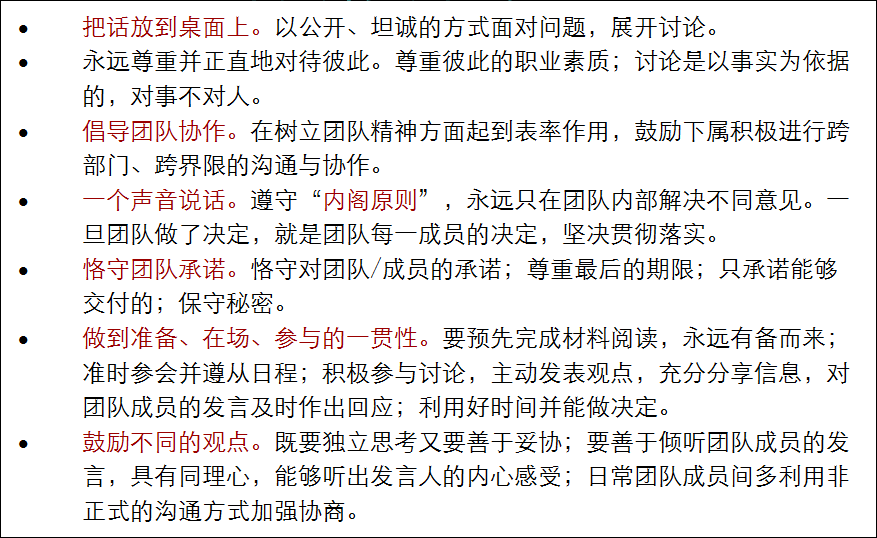 ● 把话放到桌面上。以公开、坦诚的方式面对问题，展开讨论。
● 永远尊重并正直地对待彼此。尊重彼此的职业素质；讨论是以事实为依据
的，对事不对人。
● 倡导团队协作。在树立团队精神方面起到表率作用，鼓励下属积极进行跨
部门、跨界限的沟通与协作。
● 一个声音说话。遵守“内阁原则”，永远只在团队内部解决不同意见。一
旦团队做了决定，就是团队每一成员的决定，坚决贯彻落实。
● 恪守团队承诺。恪守对团队/成员的承诺；尊重最后的期限；只承诺能够
交付的；保守秘密。
● 做到准备、在场、参与的一贯性。要预先完成材料阅读，永远有备而来；
准时参会并遵从日程；积极参与讨论，主动发表观点，充分分享信息，对
团队成员的发言及时作出回应；利用好时间并能做决定。
● 鼓励不同的观点。既要独立思考又要善于妥协；要善于倾听团队成员的发
言，具有同理心，能够听出发言人的内心感受；日常团队成员间多利用非
正式的沟通方式加强协商。